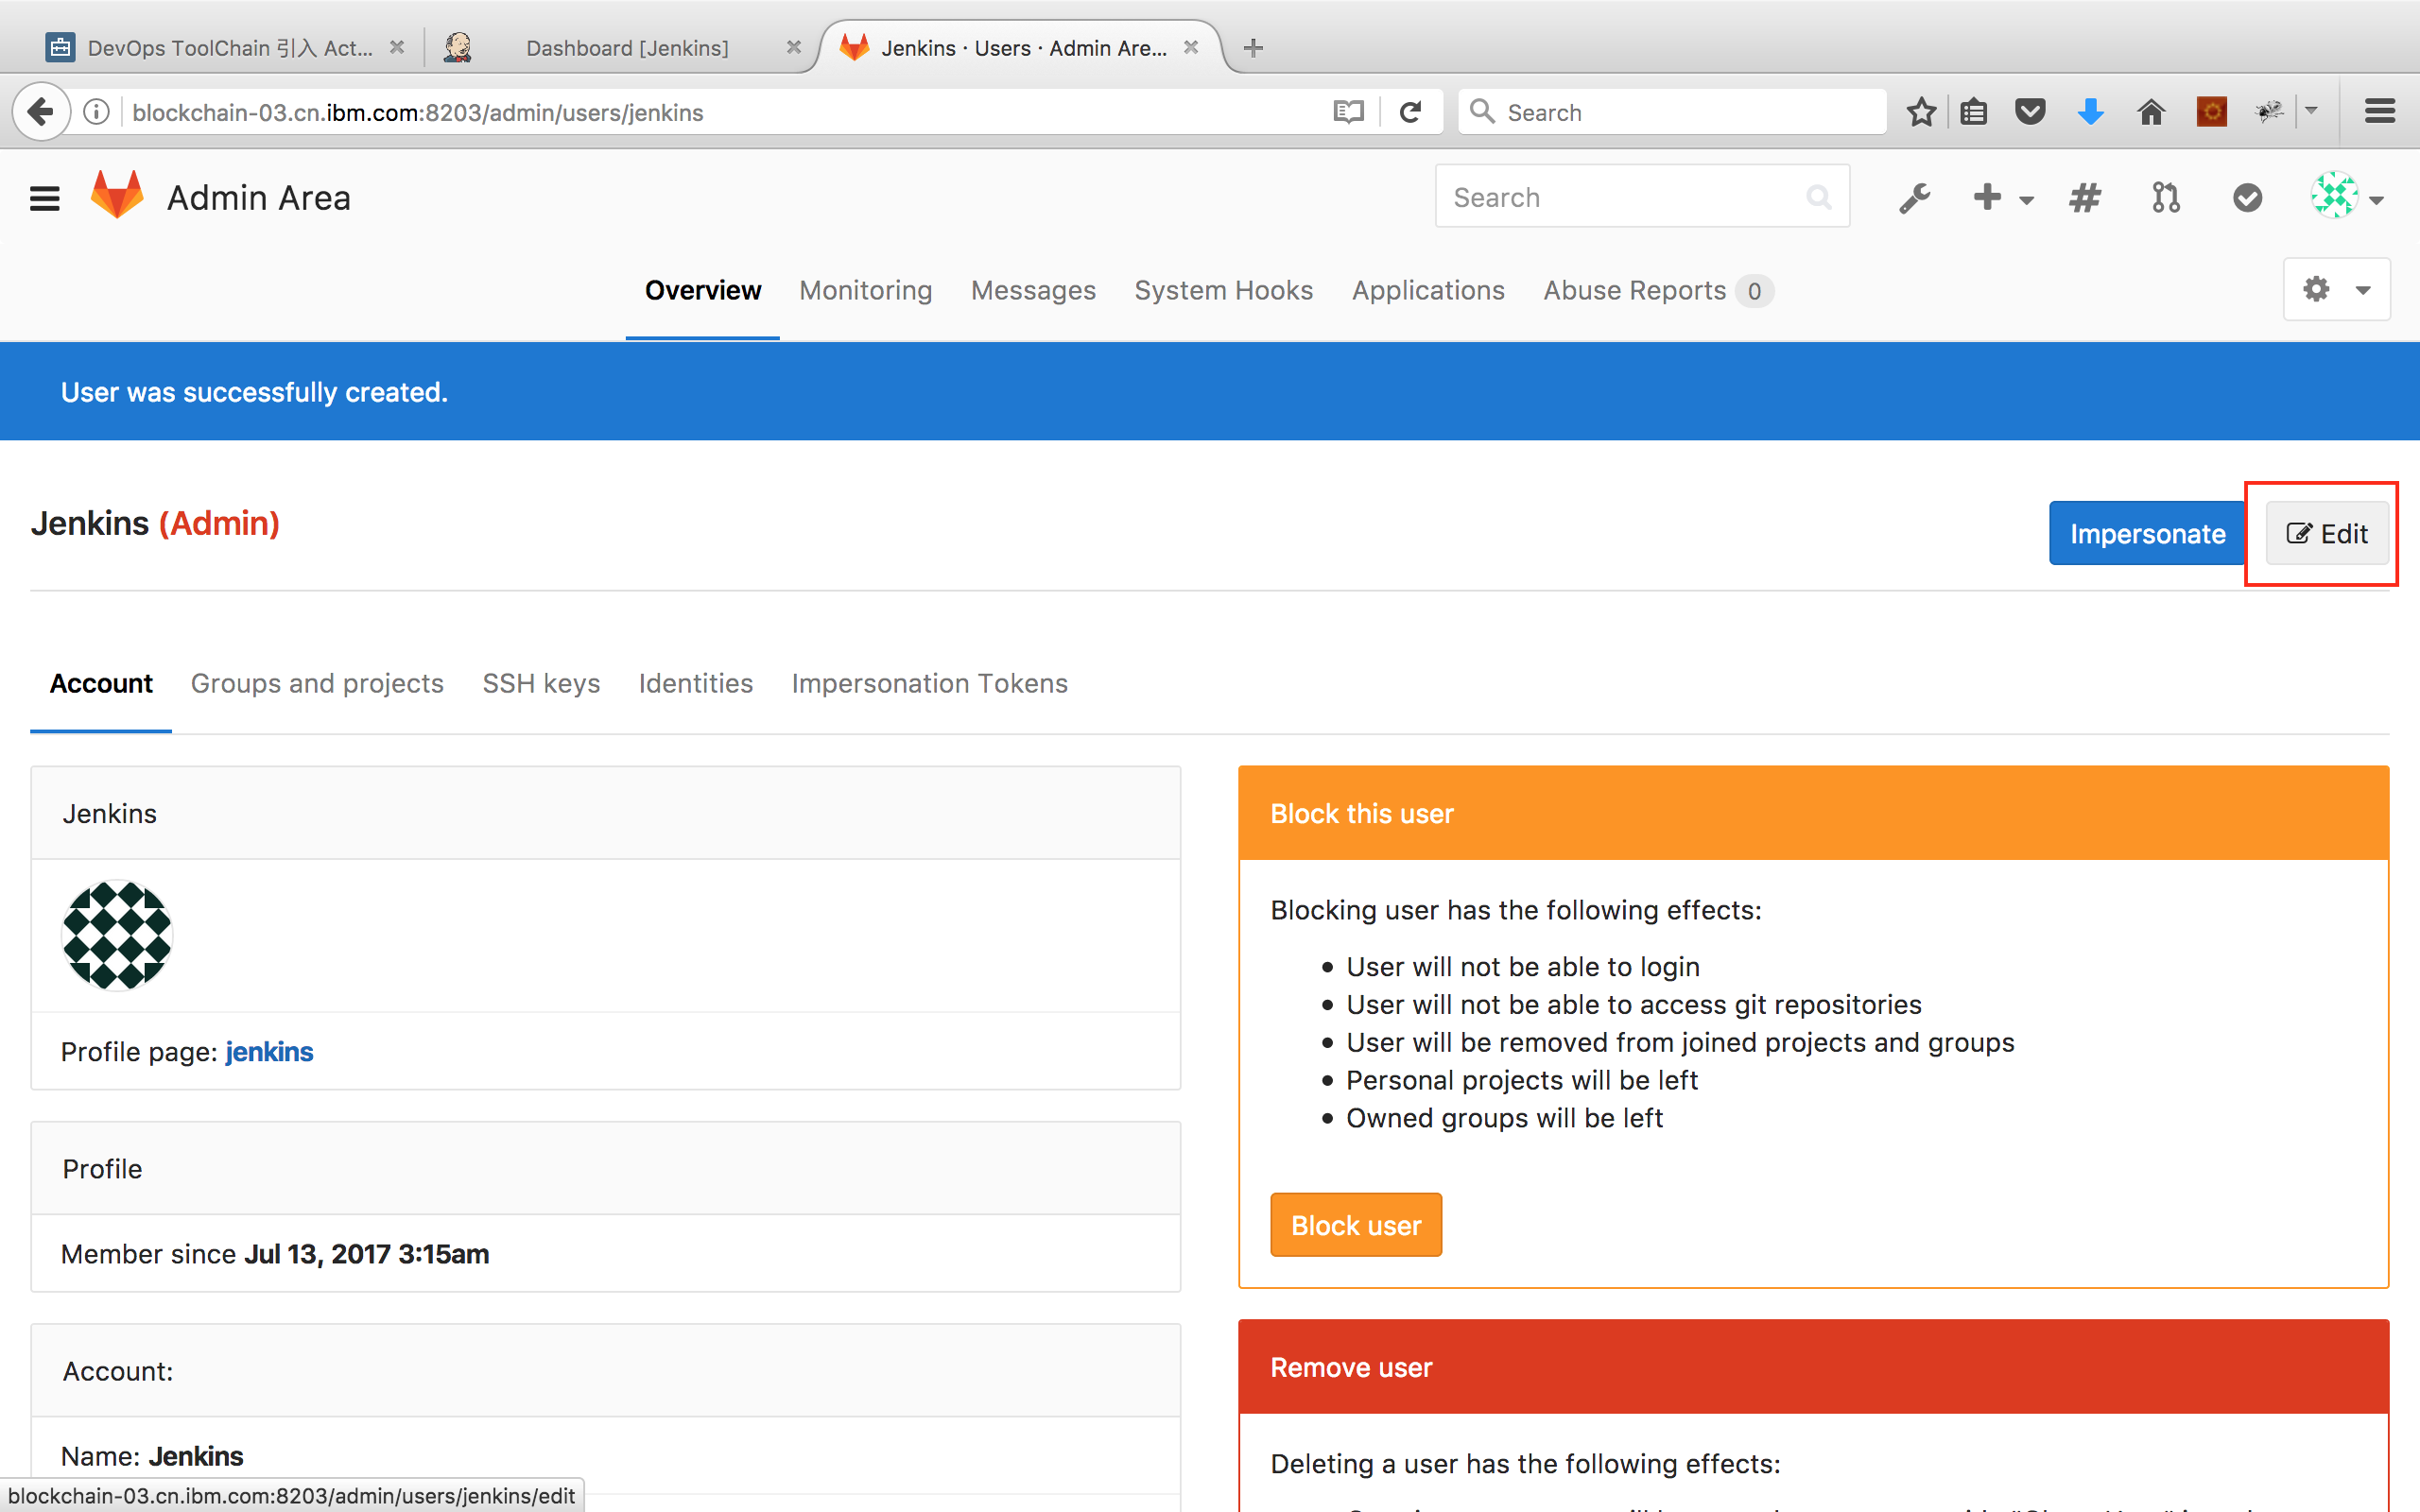 DevOps ToolChain 引入 Act...
Dashboard [Jenkins]
Jenkins · Users · Admin Are...
blockchain-03.cn.ibm.com:8203/admin/users/jenkins
Search
Admin Area
Search
Overview
Monitoring
Messages
System Hooks
Applications
Abuse Reports 0
User was successfully created.
Jenkins (Admin)
Impersonate
Edit
Account
Groups and projects
SSH keys
Identities
Impersonation Tokens
Jenkins
Profile page: jenkins
Profile
Member since Jul 13, 2017 3:15am
Account:
Name: Jenkins
Block this user
Blocking user has the following effects:
User will not be able to login
User will not be able to access git repositories
User will be removed from joined projects and groups
Personal projects will be left
Owned groups will be left
Block user
Remove user
Deleting a user has the following effects:
blockchain-03.cn.ibm.com:8203/admin/users/jenkins/edit